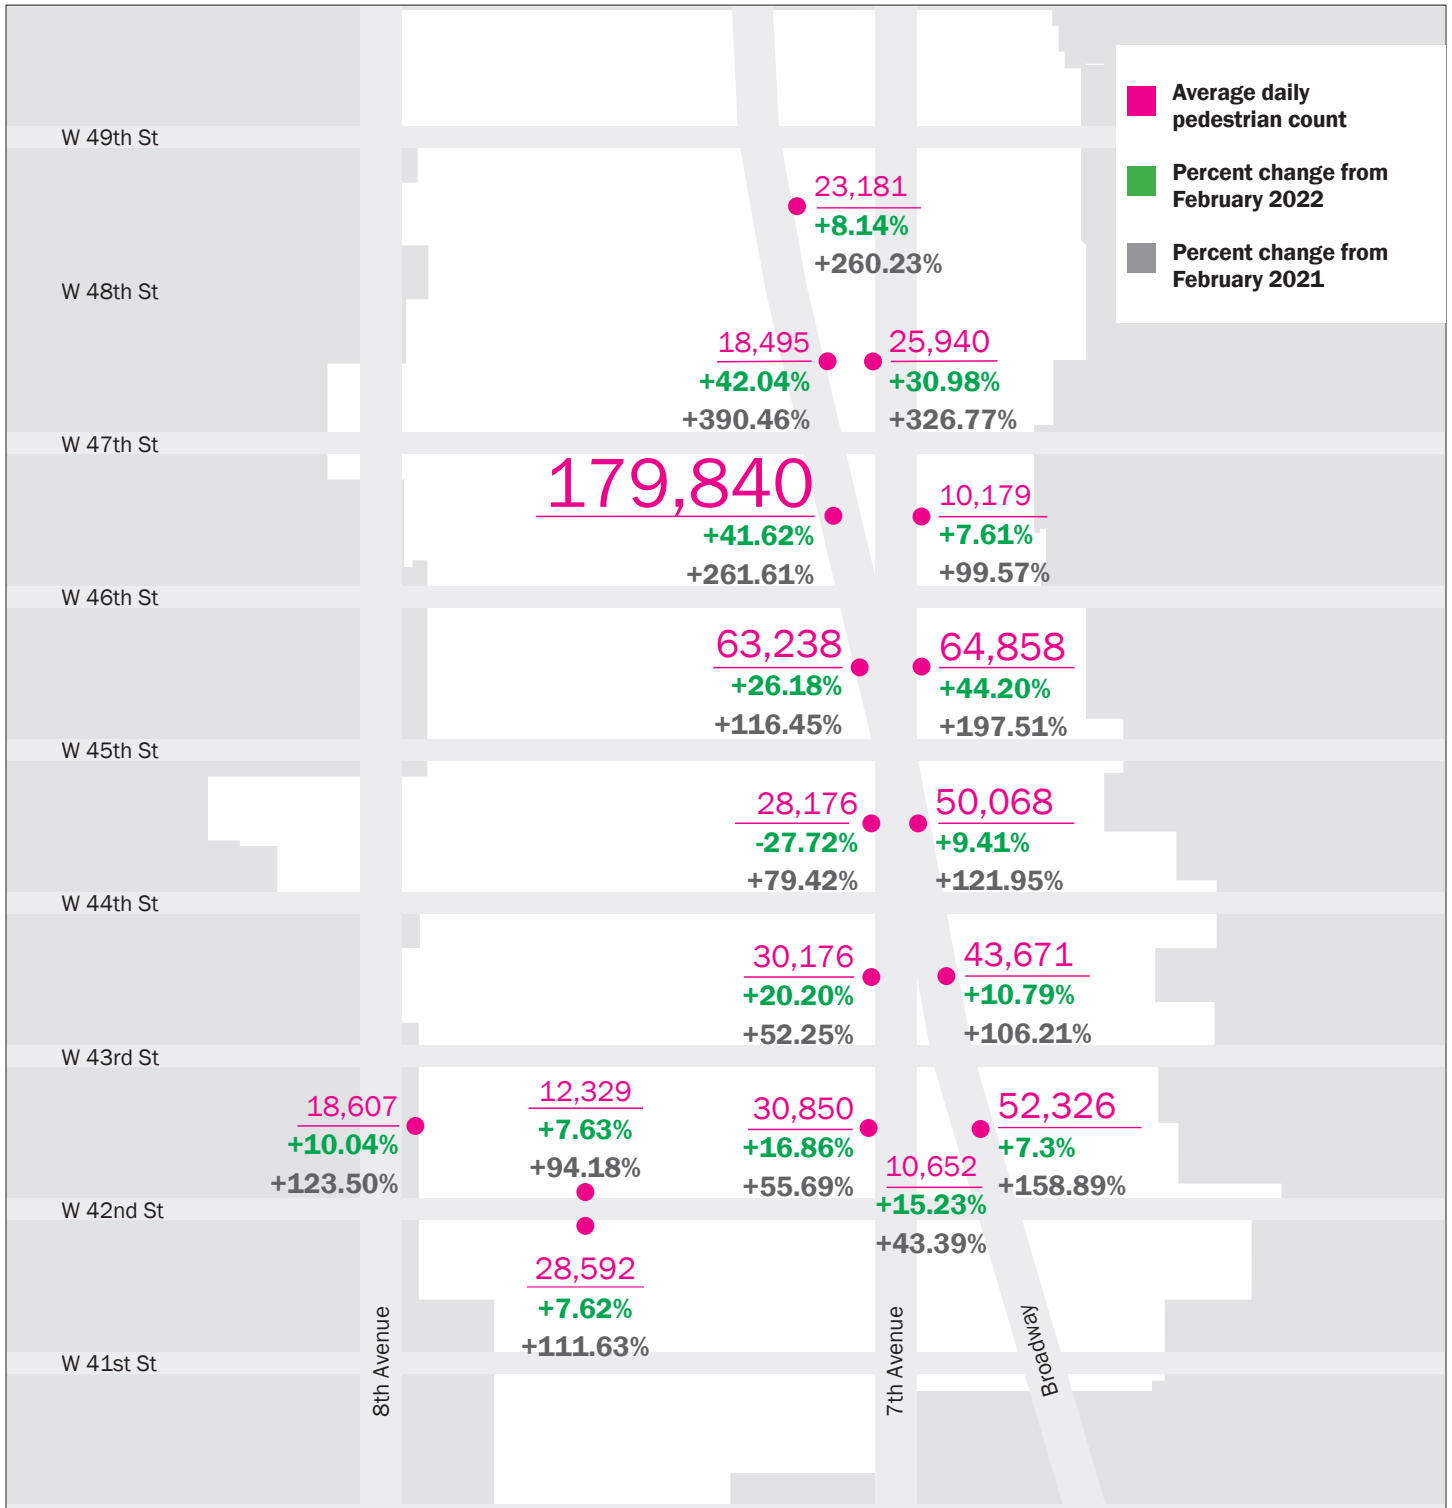 Average daily
pedestrian count
Percent change from
February 2022
Percent change from
February 2021
W 49th St
23,181
+8.14%
+260.23%
W 48th St
18,495
+42.04%
+390.46%
25,940
+30.98%
+326.77%
W 47th St
179,840
+41.62%
+261.61%
10,179
+7.61%
+99.57%
W 46th St
63,238
+26.18%
+116.45%
64,858
+44.20%
+197.51%
W 45th St
28,176
-27.72%
+79.42%
50,068
+9.41%
+121.95%
W 44th St
30,176
+20.20%
+52.25%
43,671
+10.79%
+106.21%
W 43rd St
18,607
+10.04%
+123.50%
12,329
+7.63%
+94.18%
30,850
+16.86%
+55.69%
10,652
+15.23%
+43.39%
52,326
+7.3%
+158.89%
W 42nd St
28,592
+7.62%
+111.63%
W 41st St
8th Avenue
7th Avenue
Broadway